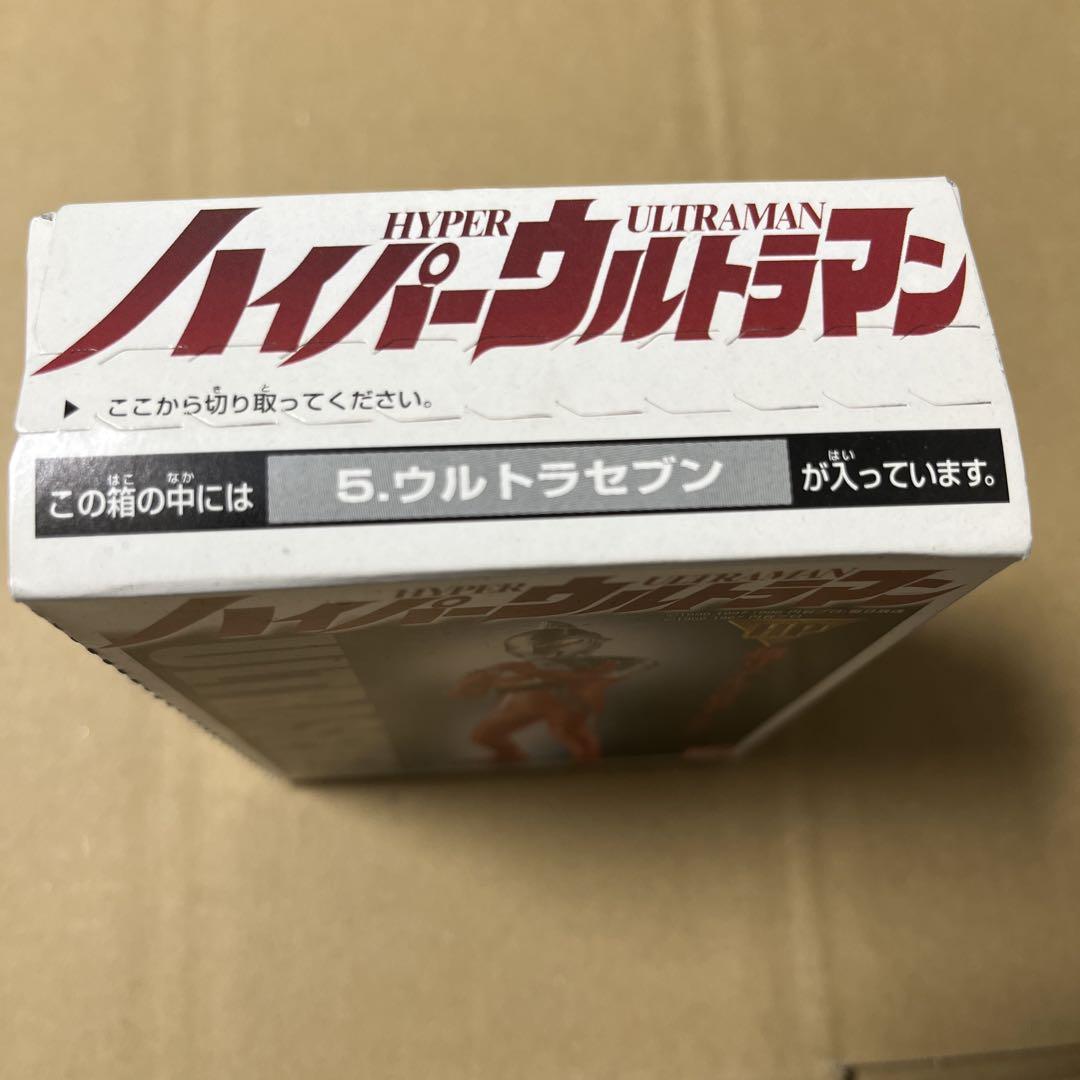 HYPER ULTRAMAN
ハイパーウルトラマン
▶ ここから切り取ってください。
この箱の中には 5.ウルトラセブン が入っています。
HYPER ULTRAMAN
ハイパーウルトラマン